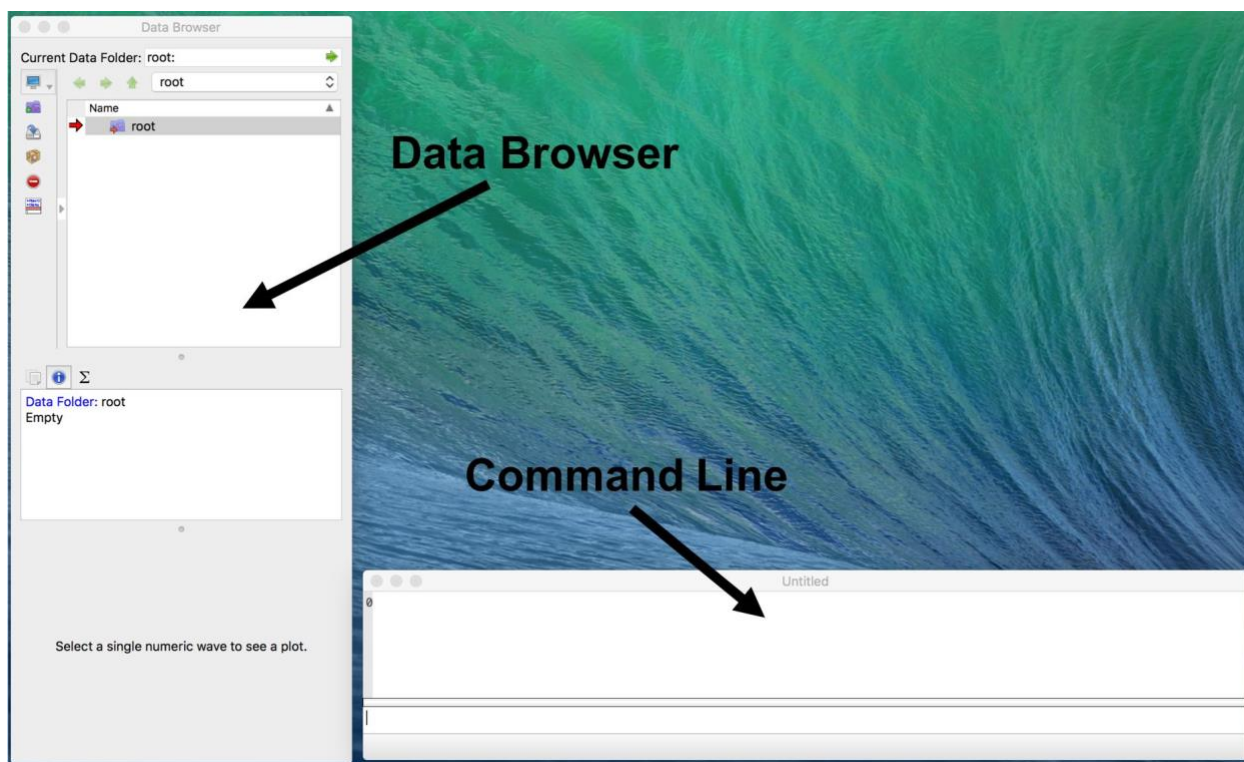 Data Browser
Current Data Folder: root:
root
Name
root
Data Browser
Σ
Data Folder: root
Empty
Command Line
Untitled
0
Select a single numeric wave to see a plot.